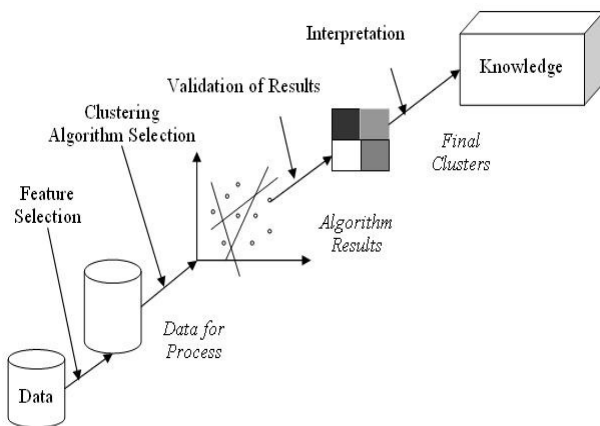 Interpretation
Knowledge
Validation of Results
Clustering
Algorithm Selection
Final
Clusters
Feature
Selection
Algorithm
Results
Data for
Process
Data